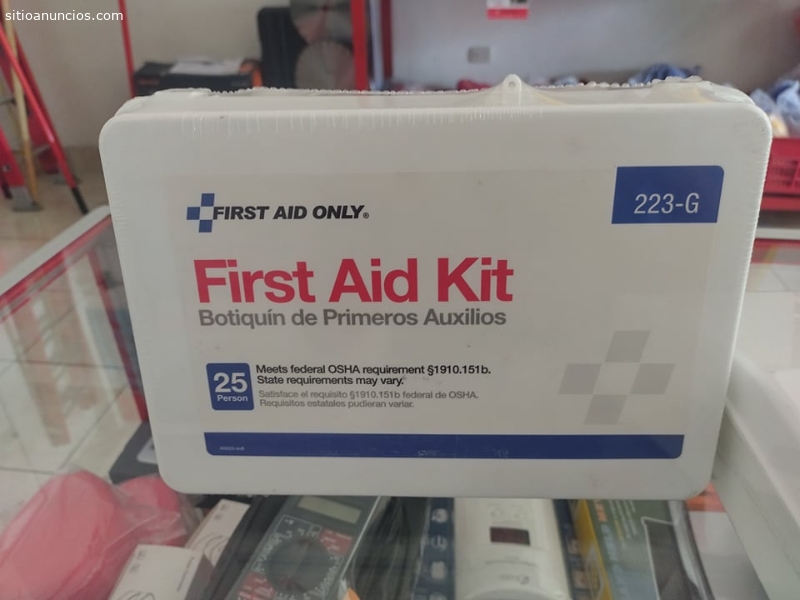 sitioanuncios.com
FIRST AID ONLY®
223-G
First Aid Kit
Botiquín de Primeros Auxilios
25
Person
Meets federal OSHA requirement §1910.151b.
State requirements may vary.
Satisface el requisito §1910.151b federal de OSHA.
Requisitos estatales pudieran variar.